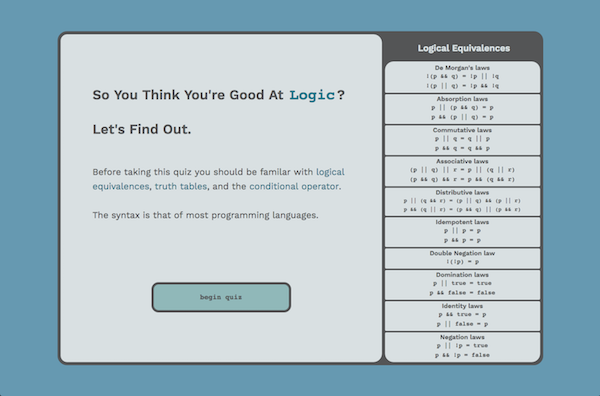 So You Think You're Good At Logic?
Let's Find Out.
Before taking this quiz you should be familar with logical
equivalences, truth tables, and the conditional operator.
The syntax is that of most programming languages.
begin quiz
Logical Equivalences
De Morgan's laws
!(p && q) = !p || !q
!(p || q) = !p && !q
Absorption laws
p || (p && q) = p
p && (p || q) = p
Commutative laws
p || q = q || p
p && q = q && p
Associative laws
(p || q) || r = p || (q || r)
(p && q) && r = p && (q && r)
Distributive laws
p || (q && r) = (p || q) && (p || r)
p && (q || r) = (p && q) || (p && r)
Idempotent laws
p || p = p
p && p = p
Double Negation law
!(!p) = p
Domination laws
p || true = true
p && false = false
Identity laws
p && true = p
p || false = p
Negation laws
p || !p = true
p && !p = false